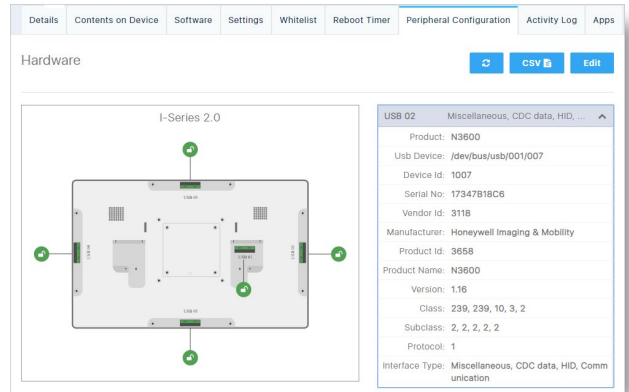 Details Contents on Device Software Settings Whitelist Reboot Timer Peripheral Configuration Activity Log Apps
Hardware
CSV Edit
I-Series 2.0
USB 02 Miscellaneous, CDC data, HID, ...
Product: N3600
Usb Device: /dev/bus/usb/001/007
Device Id: 1007
Serial No: 17347B18C6
Vendor Id: 3118
Manufacturer: Honeywell Imaging & Mobility
Product Id: 3658
Product Name: N3600
Version: 1.16
Class: 239, 239, 10, 3, 2
Subclass: 2, 2, 2, 2, 2
Protocol: 1
Interface Type: Miscellaneous, CDC data, HID, Comm
unication